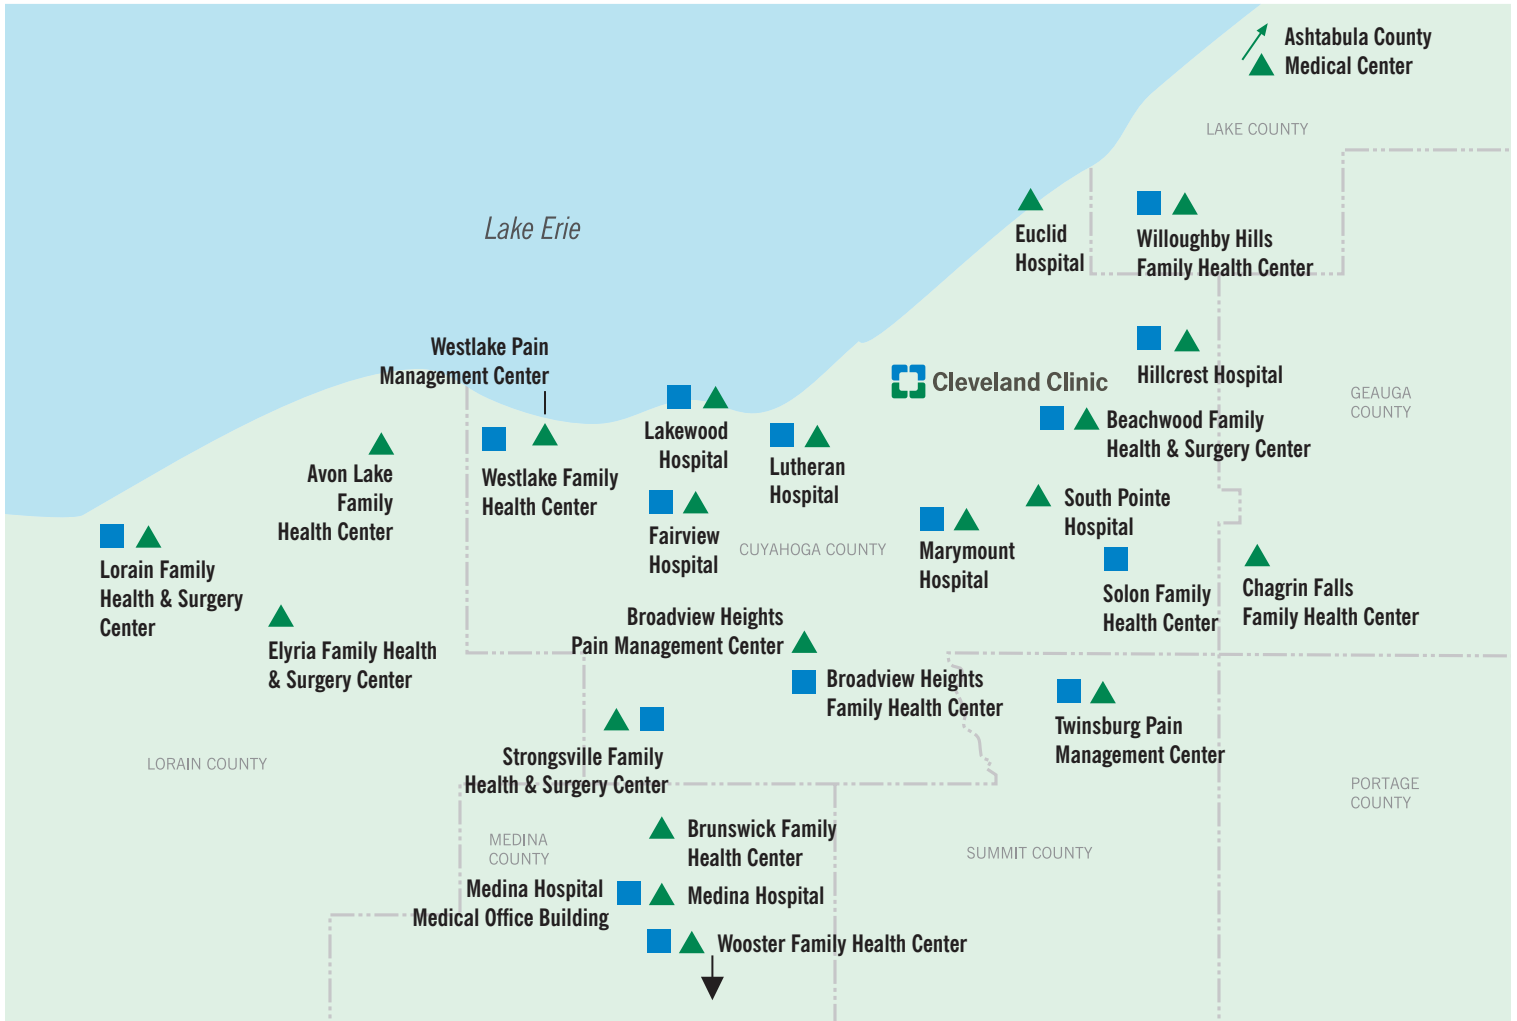 Ashtabula County
Medical Center
LAKE COUNTY
Lake Erie
Euclid
Hospital
Willoughby Hills
Family Health Center
Westlake Pain
Management Center
Cleveland Clinic
Hillcrest Hospital
GEAUGA
COUNTY
Beachwood Family
Health & Surgery Center
Lakewood
Hospital
Lutheran
Hospital
Avon Lake
Family
Health Center
Westlake Family
Health Center
South Pointe
Hospital
Fairview
Hospital
CUYAHOGA COUNTY
Marymount
Hospital
Lorain Family
Health & Surgery
Center
Solon Family
Health Center
Chagrin Falls
Family Health Center
Broadview Heights
Pain Management Center
Elyria Family Health
& Surgery Center
Broadview Heights
Family Health Center
Twinsburg Pain
Management Center
Strongsville Family
Health & Surgery Center
LORAIN COUNTY
PORTAGE
COUNTY
MEDINA
COUNTY
Brunswick Family
Health Center
SUMMIT COUNTY
Medina Hospital
Medical Office Building
Medina Hospital
Wooster Family Health Center